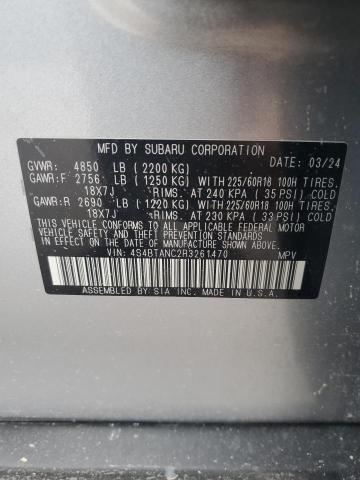 MFD BY SUBARU CORPORATION
DATE: 03/24
GVWR: 4850 LB (2200 KG)
GAWR:F 2756 LB (1250 KG) WITH 225/60R18 100H TIRES.
18X7J RIMS. AT 240 KPA (35 PSI) COLD
GAWR:R 2690 LB (1220 KG) WITH 225/60R18 100H TIRES.
18X7J RIMS. AT 230 KPA (33 PSI) COLD
THIS VEHICLE CONFORMS TO ALL APPLICABLE FEDERAL MOTOR
VEHICLE SAFETY STANDARDS IN EFFECT ON THE DATE OF
MANUFACTURE SHOWN ABOVE.
VIN: 4S4BTANC2R3261470 MPV
ASSEMBLED BY SIA INC. MADE IN U.S.A.